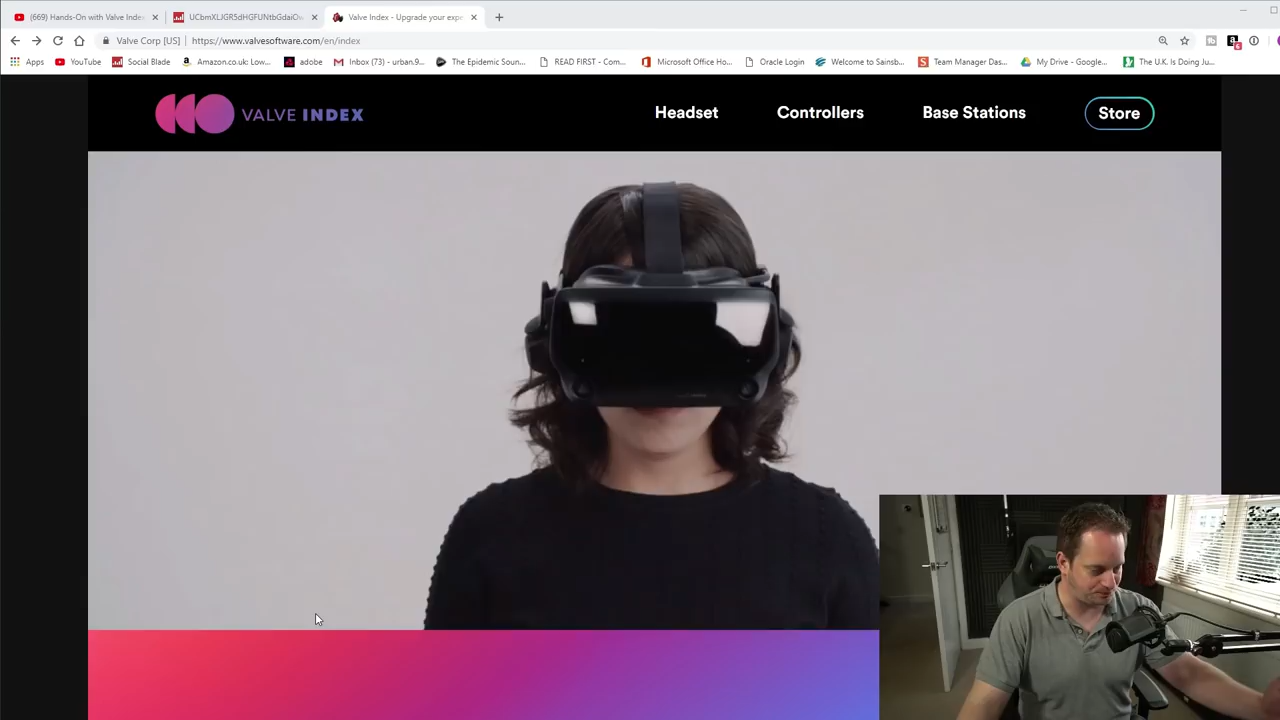 (669) Hands-On with Valve Index
UCbmXLJGR5dHGFUNtbGdaiOw
Valve Index - Upgrade your expe
Valve Corp [US] | https://www.valvesoftware.com/en/index
Apps YouTube Social Blade Amazon.co.uk: Low... adobe Inbox (73) - urban.9... The Epidemic Soun... READ FIRST - Com... Microsoft Office Ho... Oracle Login Welcome to Sainsb... Team Manager Das... My Drive - Google... The U.K. Is Doing Ju...
VALVE INDEX Headset Controllers Base Stations Store